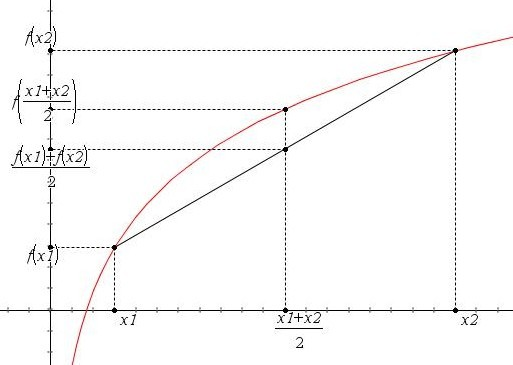 f(x2)
f(x1+x2/2)
f(x1)+f(x2)/2
f(x1)
x1
x1+x2/2
x2